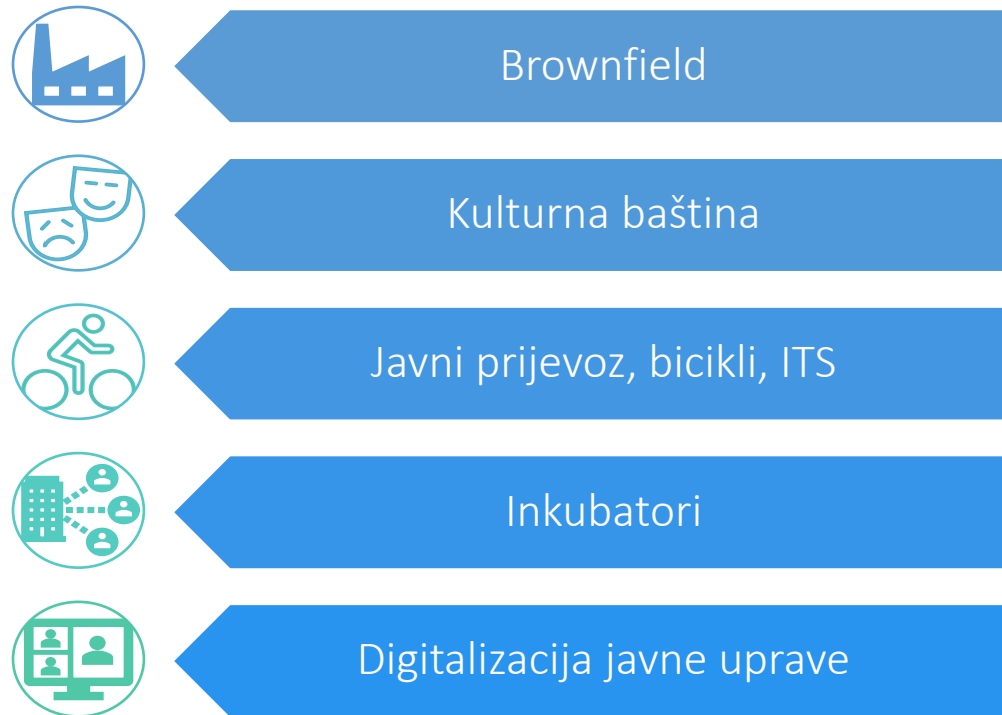 Brownfield
Kulturna baština
Javni prijevoz, bicikli, ITS
Inkubatori
Digitalizacija javne uprave